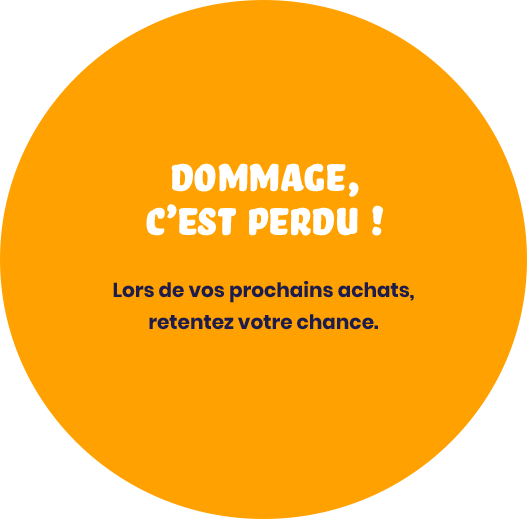 DOMMAGE,
C'EST PERDU !
Lors de vos prochains achats,
retentez votre chance.